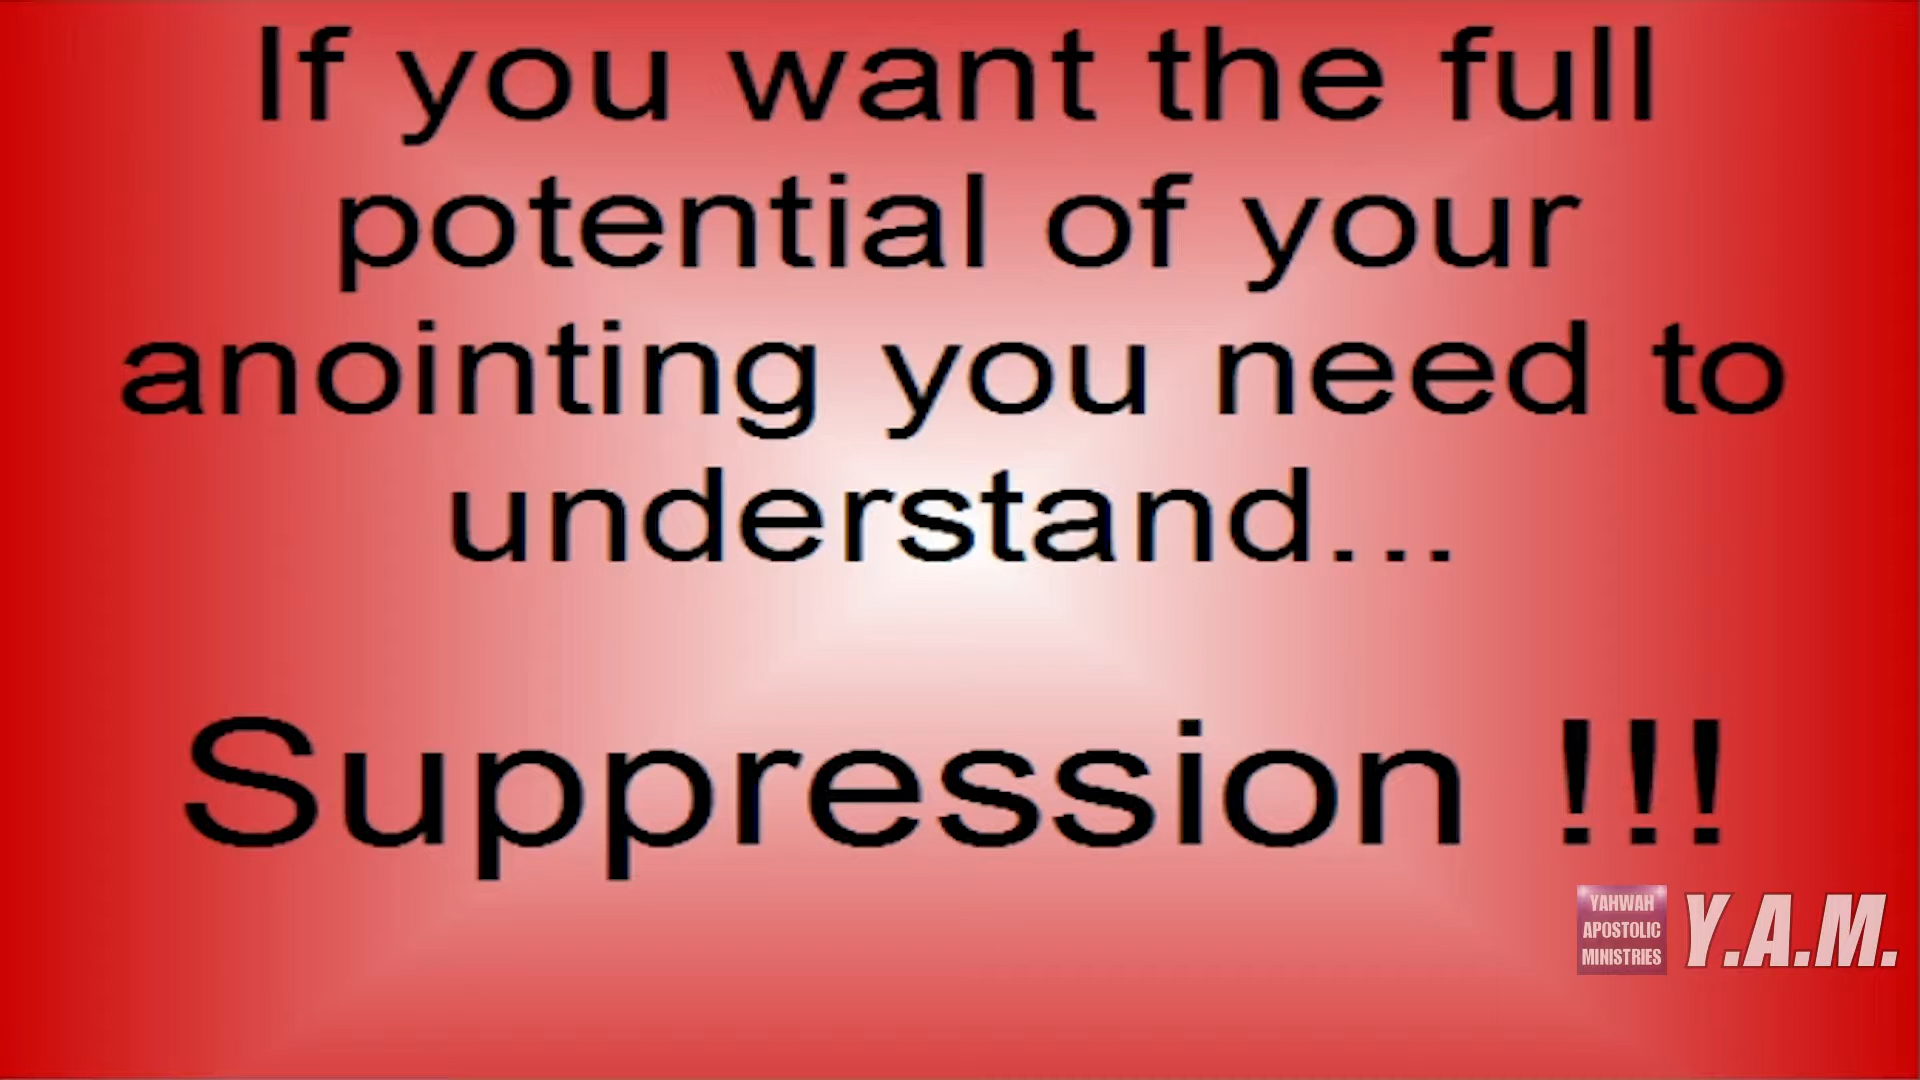 If you want the full
potential of your
anointing you need to
understand...
Suppression !!!
YAHWAH
APOSTOLIC
MINISTRIES
Y.A.M.